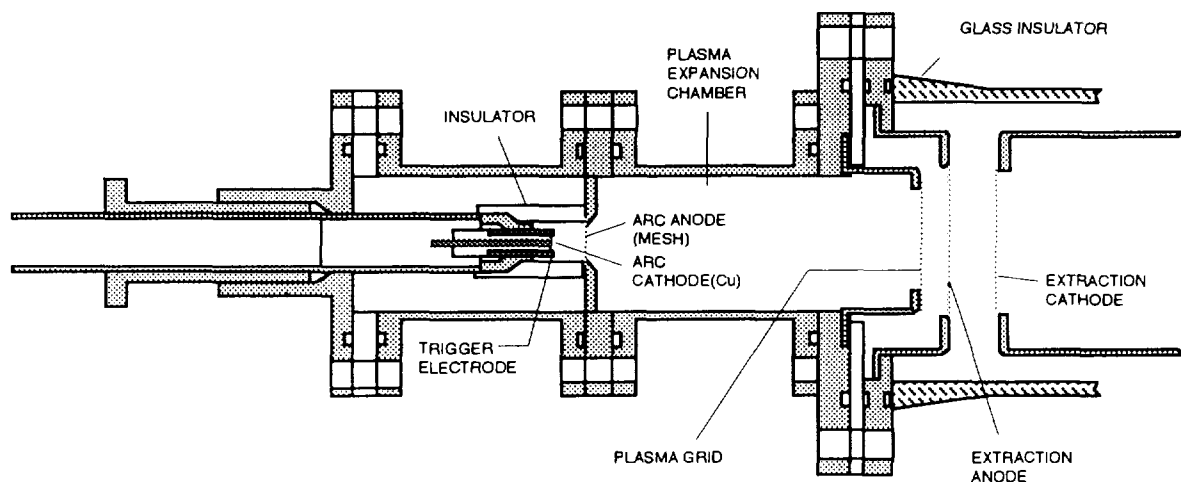 GLASS INSULATOR
PLASMA
EXPANSION
CHAMBER
INSULATOR
ARC ANODE
(MESH)
ARC
CATHODE(Cu)
EXTRACTION
CATHODE
TRIGGER
ELECTRODE
PLASMA GRID
EXTRACTION
ANODE